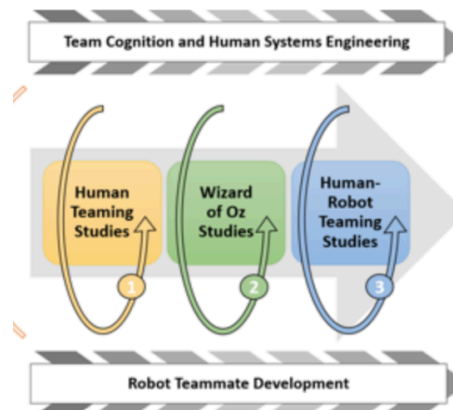 Team Cognition and Human Systems Engineering
Human
Teaming
Studies
1
Wizard
of Oz
Studies
2
Human-
Robot
Teaming
Studies
3
Robot Teammate Development